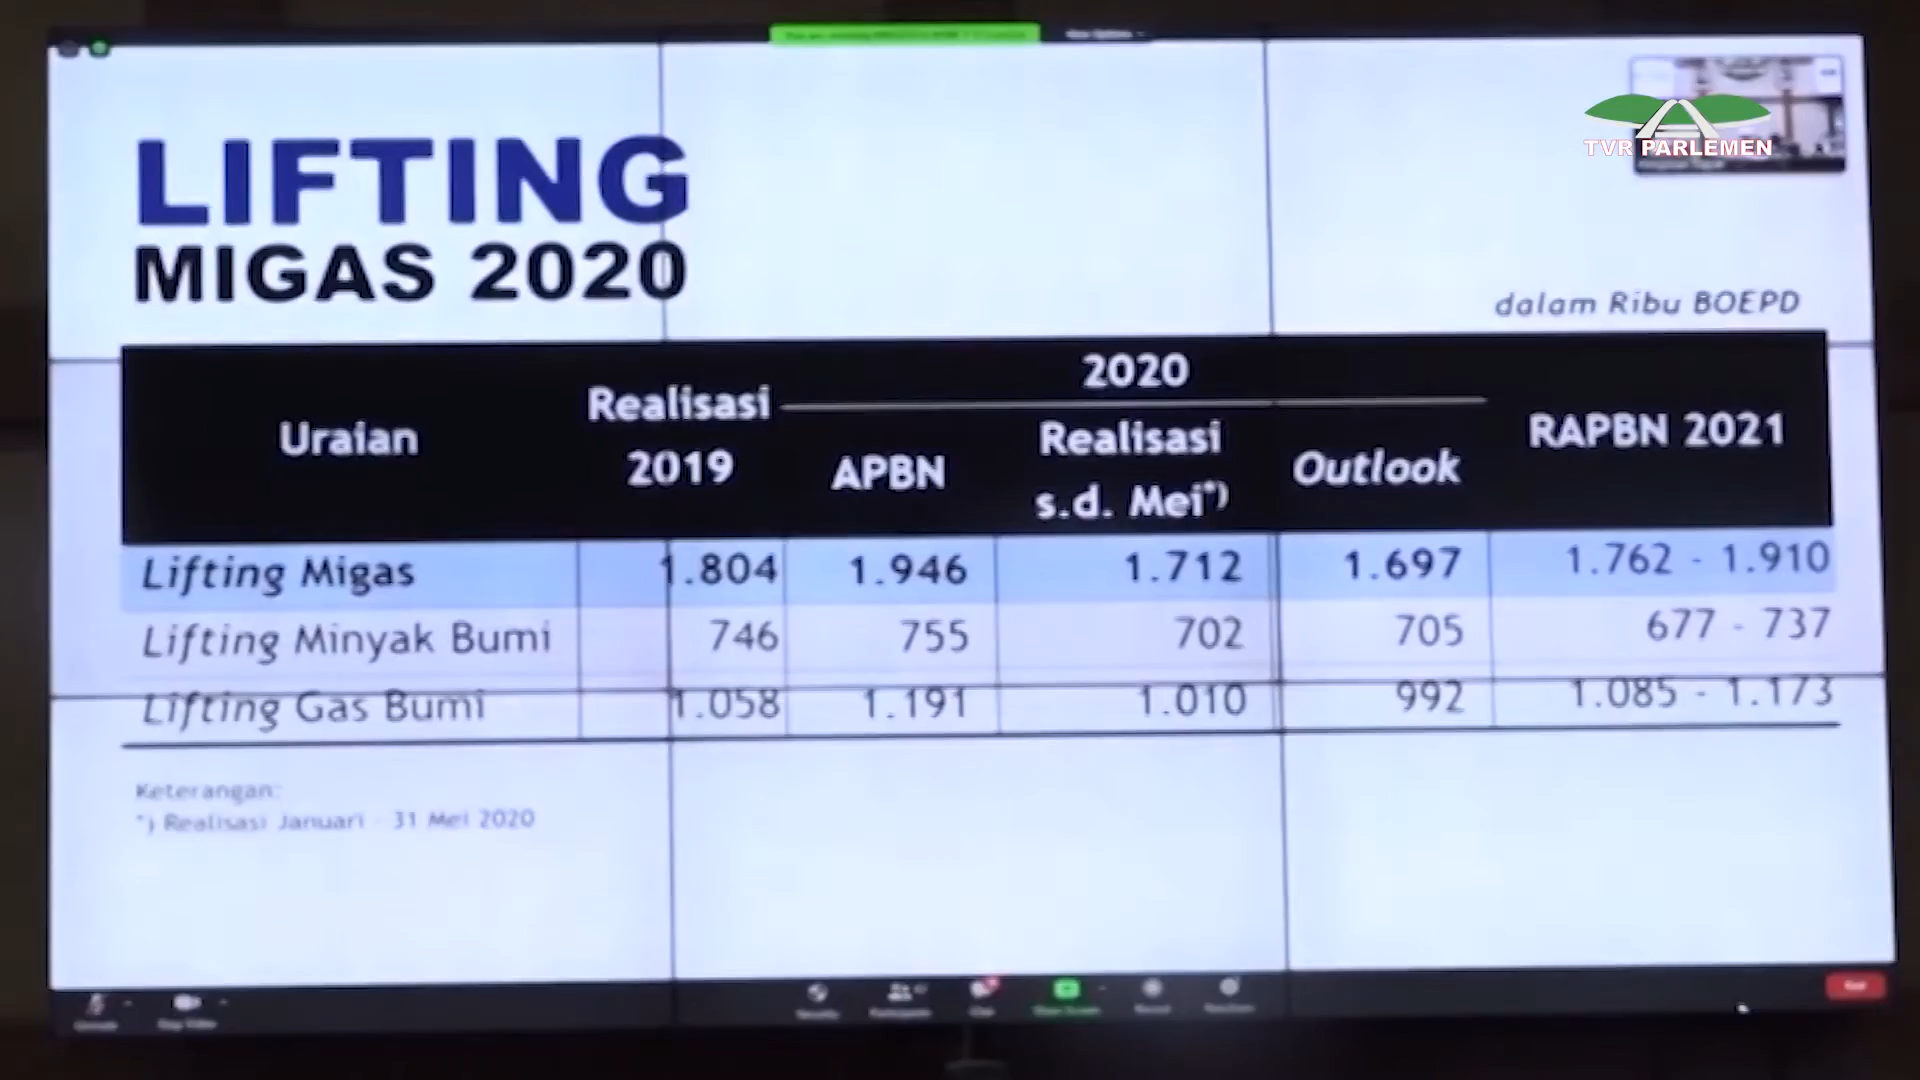 TVR PARLEMEN
LIFTING
MIGAS 2020
dalam Ribu BOEPD
Uraian
Realisasi
2019
2020
APBN
Realisasi
s.d. Mei*)
Outlook
RAPBN 2021
Lifting Migas 1.804 1.946 1.712 1.697 1.762 - 1.910
Lifting Minyak Bumi 746 755 702 705 677 - 737
Lifting Gas Bumi 1.058 1.191 1.010 992 1.085 - 1.173
Keterangan:
*) Realisasi Januari - 31 Mei 2020